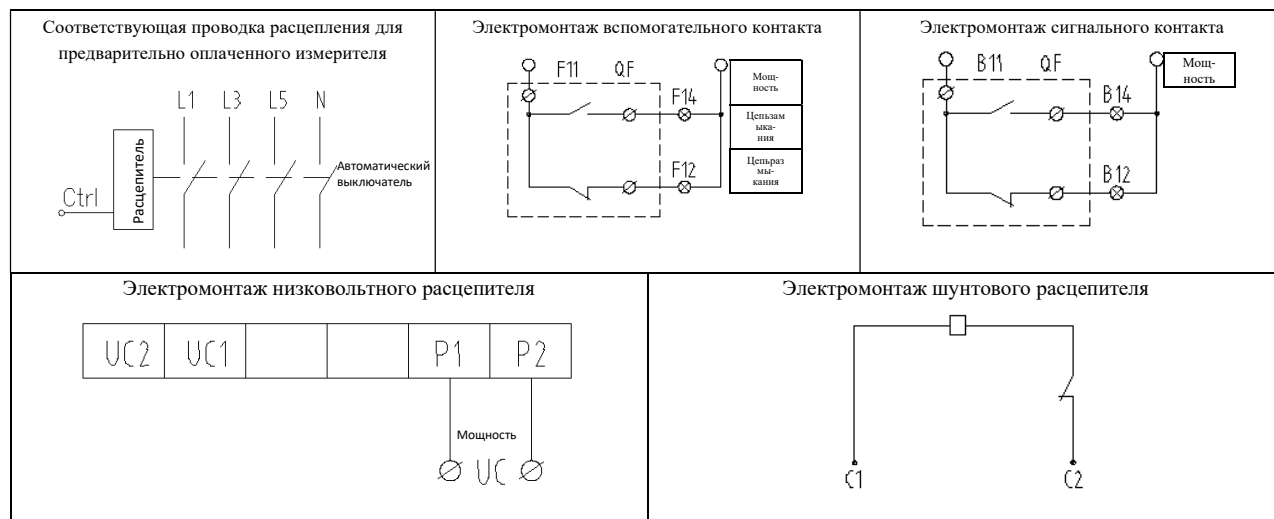 Соответствующая проводка расцепления для
предварительно оплаченного измерителя
L1 L3 L5 N
Расцепитель
Автоматический
выключатель
Ctrl
Электромонтаж вспомогательного контакта
F11 QF
F14
F12
Мощ-
ность
Цепьзам
ыка-
ния
Цепьраз
мы-
кания
Электромонтаж сигнального контакта
B11 QF
B14
B12
Мощ-
ность
Электромонтаж низковольтного расцепителя
UC2 UC1 P1 P2
Мощность
UC
Электромонтаж шунтового расцепителя
C1 C2